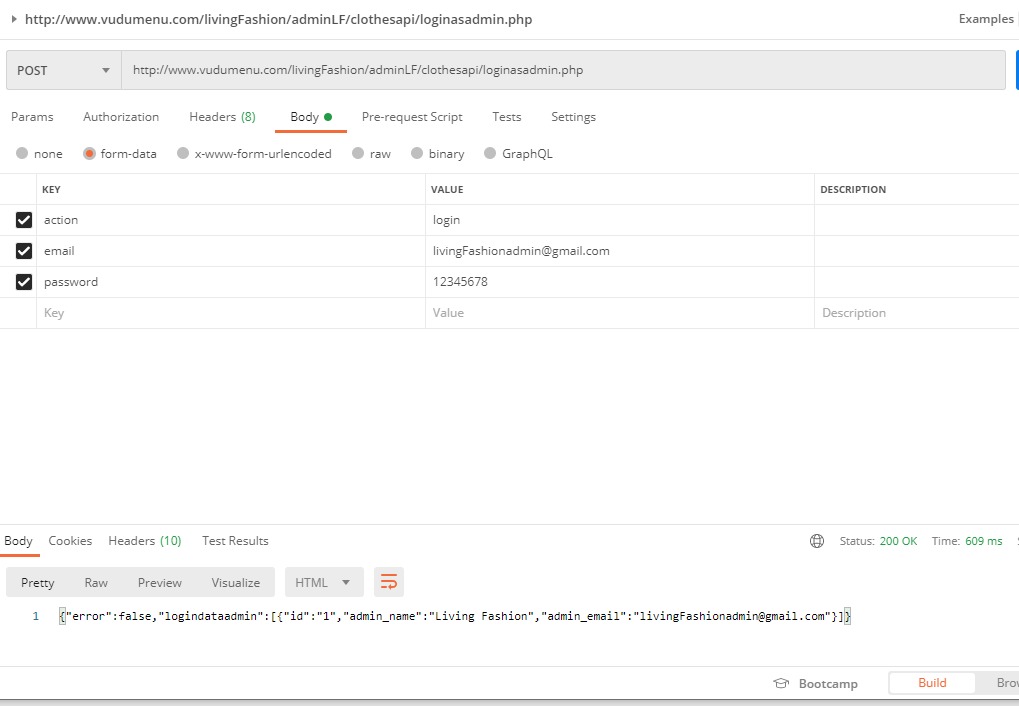 http://www.vudumenu.com/livingFashion/adminLF/clothesapi/loginasadmin.php Examples
POST http://www.vudumenu.com/livingFashion/adminLF/clothesapi/loginasadmin.php
Params Authorization Headers (8) Body Pre-request Script Tests Settings
none form-data x-www-form-urlencoded raw binary GraphQL
KEY VALUE DESCRIPTION
action login
email livingFashionadmin@gmail.com
password 12345678
Key Value Description
Body Cookies Headers (10) Test Results Status: 200 OK Time: 609 ms
Pretty Raw Preview Visualize HTML
1 {"error":false,"logindataadmin":[{"id":"1","admin_name":"Living Fashion","admin_email":"livingFashionadmin@gmail.com"}]}
Bootcamp Build